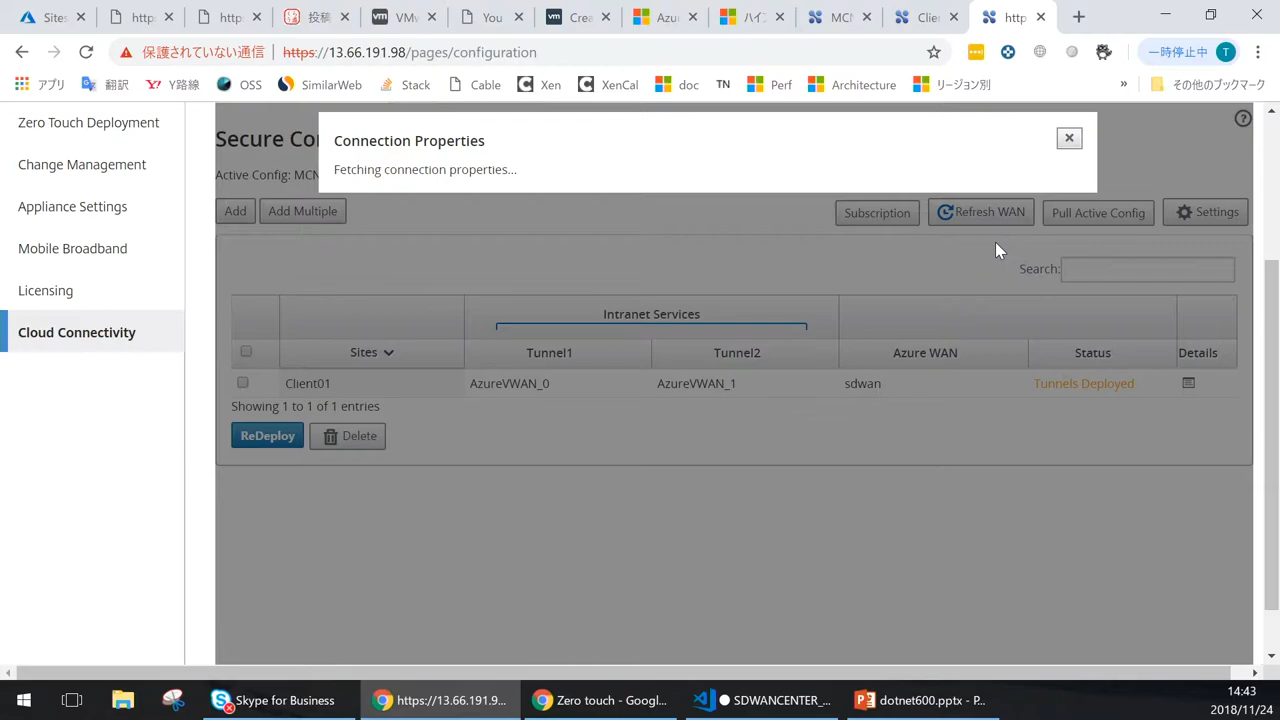 Sites
http
http
投稿
VMv
You
Crea
Azu
ハイブ
MCN
Clie
http
保護されていない通信
https://13.66.191.98/pages/configuration
一時停止中
T
アプリ
翻訳
Y路線
OSS
SimilarWeb
Stack
Cable
Xen
XenCal
doc
TN
Perf
Architecture
リージョン別
»
その他のブックマーク
Zero Touch Deployment
Change Management
Appliance Settings
Mobile Broadband
Licensing
Cloud Connectivity
Secure Co
Connection Properties
Fetching connection properties...
Active Config: MCN
Add
Add Multiple
Subscription
Refresh WAN
Pull Active Config
Settings
Search:
Intranet Services
Sites
Tunnel1
Tunnel2
Azure WAN
Status
Details
Client01
AzureVWAN_0
AzureVWAN_1
sdwan
Tunnels Deployed
Showing 1 to 1 of 1 entries
ReDeploy
Delete
Skype for Business
https://13.66.191.9...
Zero touch - Googl...
● SDWANCENTER_...
dotnet600.pptx - P...
14:43
2018/11/24